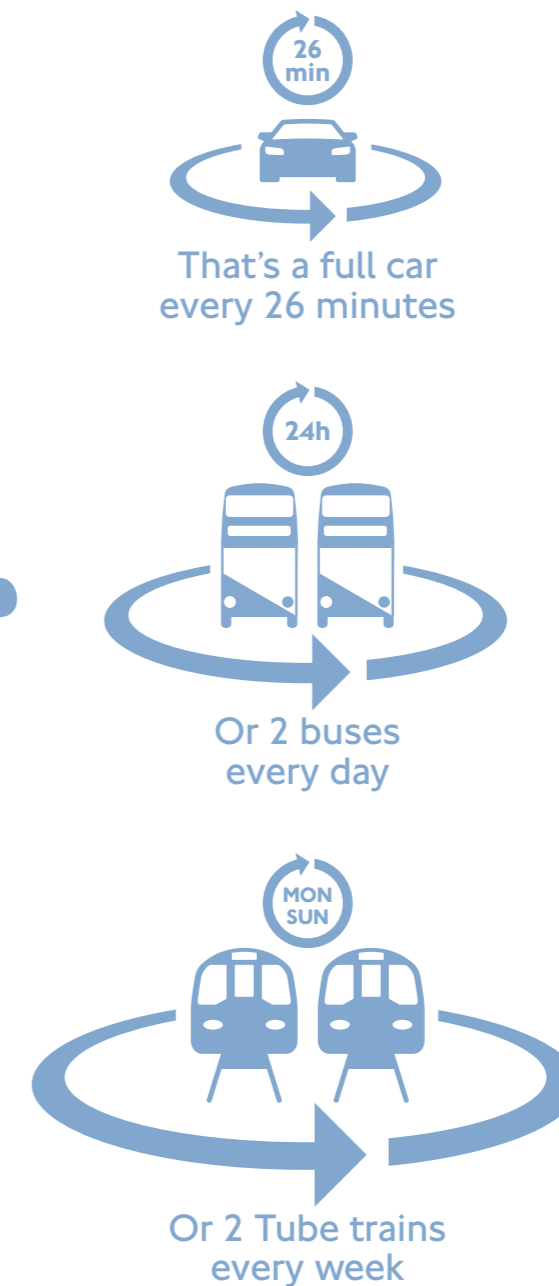 26
min
That’s a full car
every 26 minutes
24h
Or 2 buses
every day
MON
SUN
Or 2 Tube trains
every week